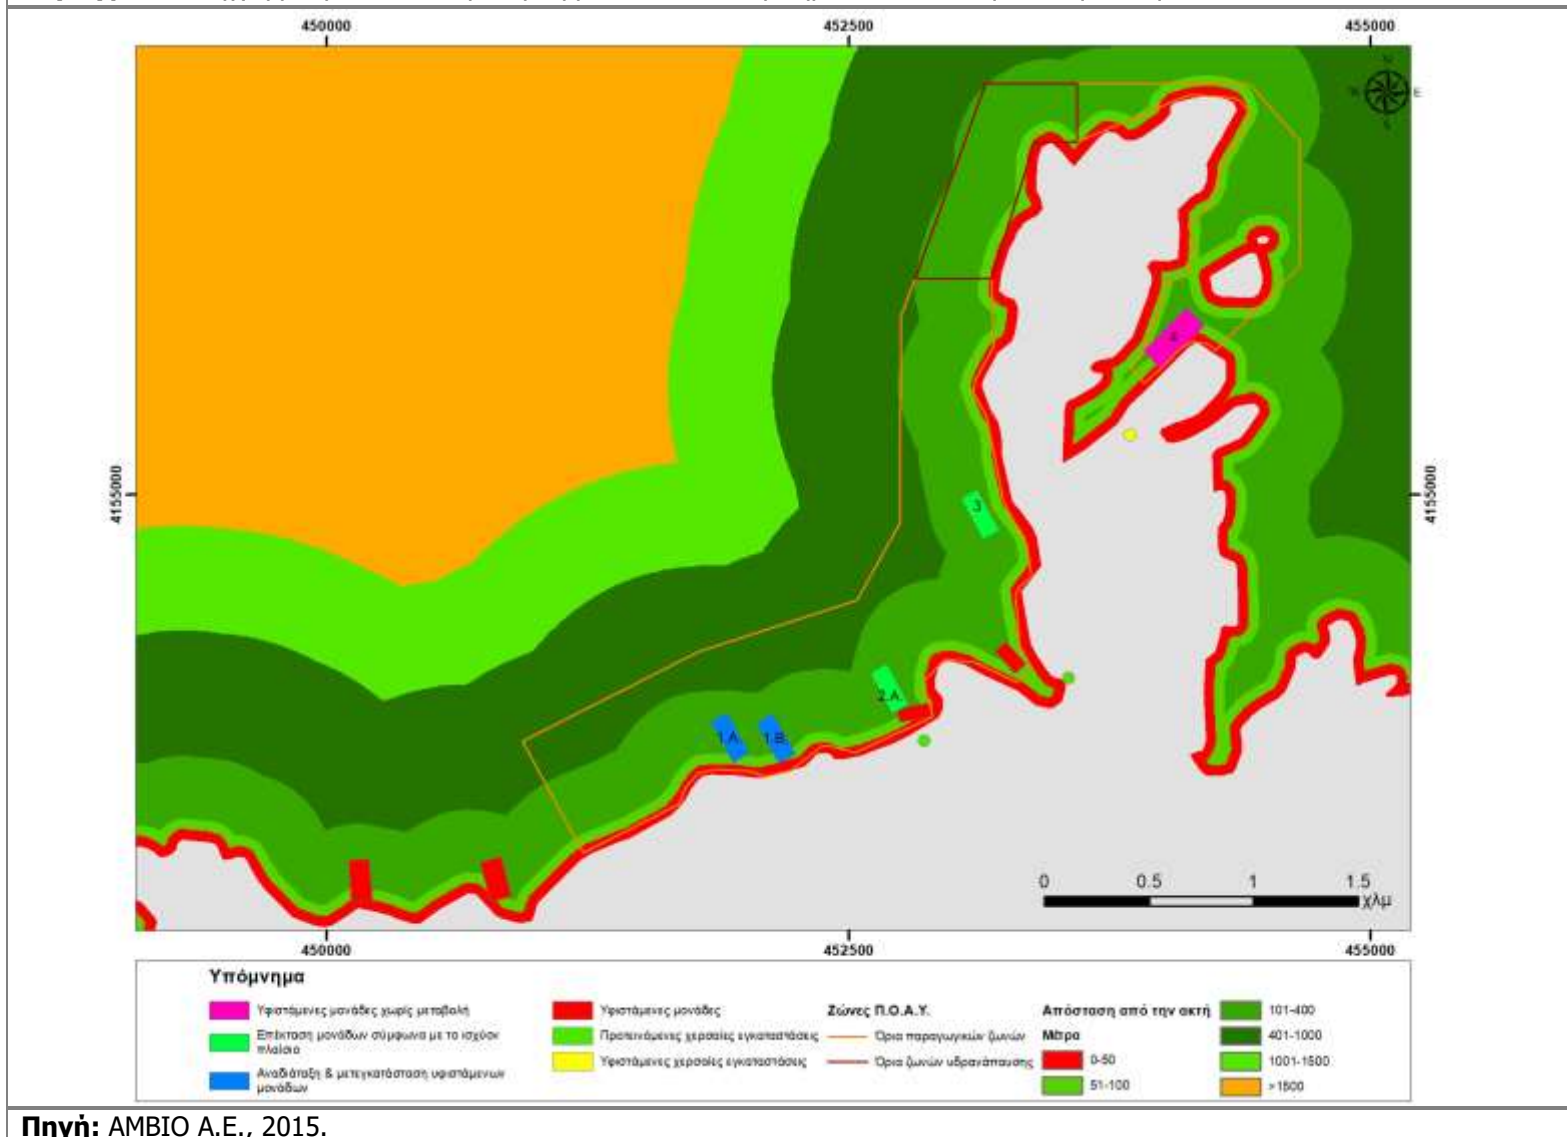 450000
452500
455000
E
4155000
4155000
3
2.A.
1.A.
1.B.
0
0.5
1
1.5
χλμ
450000
452500
455000
Υπόμνημα
Υφιστάμενες μονάδες χωρίς μεταβολή
Επέκταση μονάδων σύμφωνα με το ισχύον
πλαίσιο
Αναδιάταξη & μετεγκατάσταση υφιστάμενων
μονάδων
Υφιστάμενες μονάδες
Προτεινόμενες χερσαίες εγκαταστάσεις
Υφιστάμενες χερσαίες εγκαταστάσεις
Ζώνες Π.Ο.Α.Υ.
Όρια παραγωγικών ζωνών
Όρια ζωνών υδρανάπαυσης
Απόσταση από την ακτή
Μέτρα
0-50
51-100
101-400
401-1000
1001-1500
>1500
Πηγή: ΑΜΒΙΟ Α.Ε., 2015.